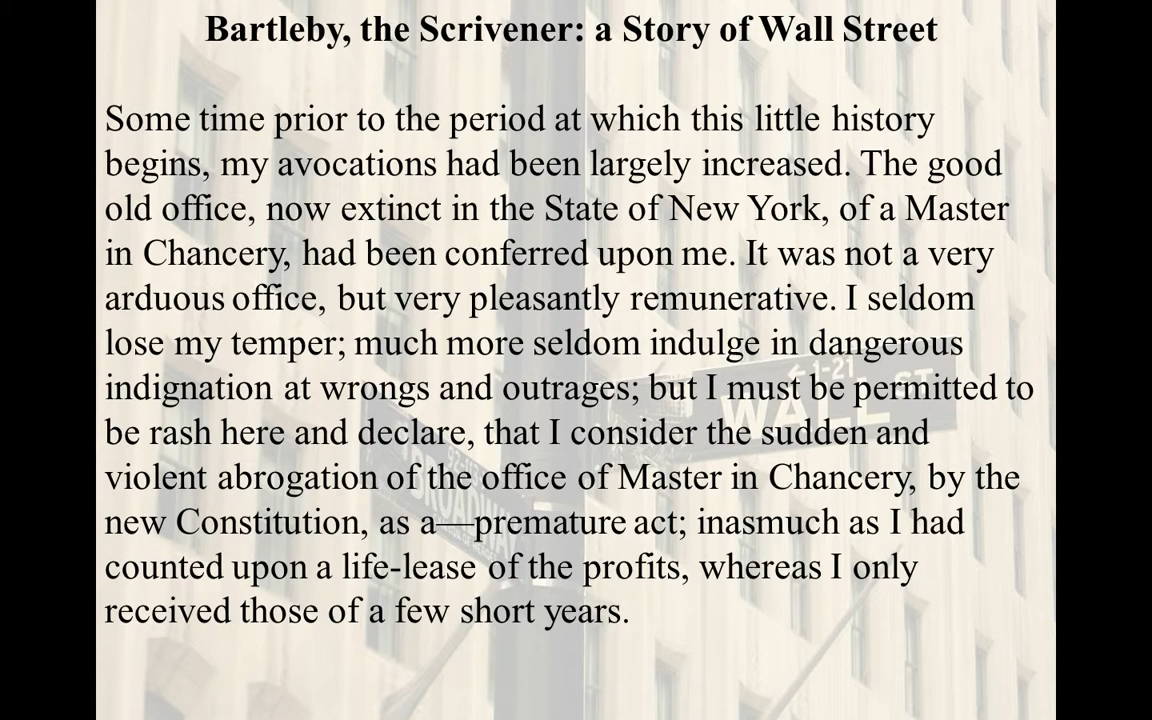 Bartleby, the Scrivener: a Story of Wall Street
Some time prior to the period at which this little history
begins, my avocations had been largely increased. The good
old office, now extinct in the State of New York, of a Master
in Chancery, had been conferred upon me. It was not a very
arduous office, but very pleasantly remunerative. I seldom
lose my temper; much more seldom indulge in dangerous
indignation at wrongs and outrages; but I must be permitted to
be rash here and declare, that I consider the sudden and
violent abrogation of the office of Master in Chancery, by the
new Constitution, as a—premature act; inasmuch as I had
counted upon a life-lease of the profits, whereas I only
received those of a few short years.
1-21
WALL ST
BROADWAY